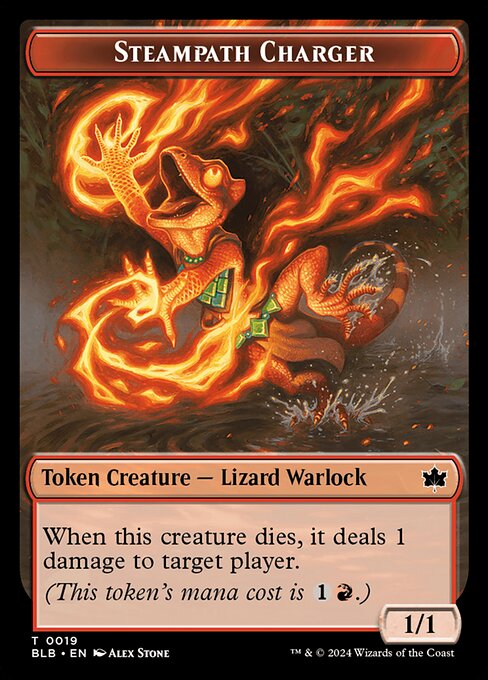 STEAMPATH CHARGER
Token Creature — Lizard Warlock
When this creature dies, it deals 1
damage to target player.
(This token's mana cost is 1 .)
1/1
T 0019
BLB • EN ALEX STONE
™ & © 2024 Wizards of the Coast